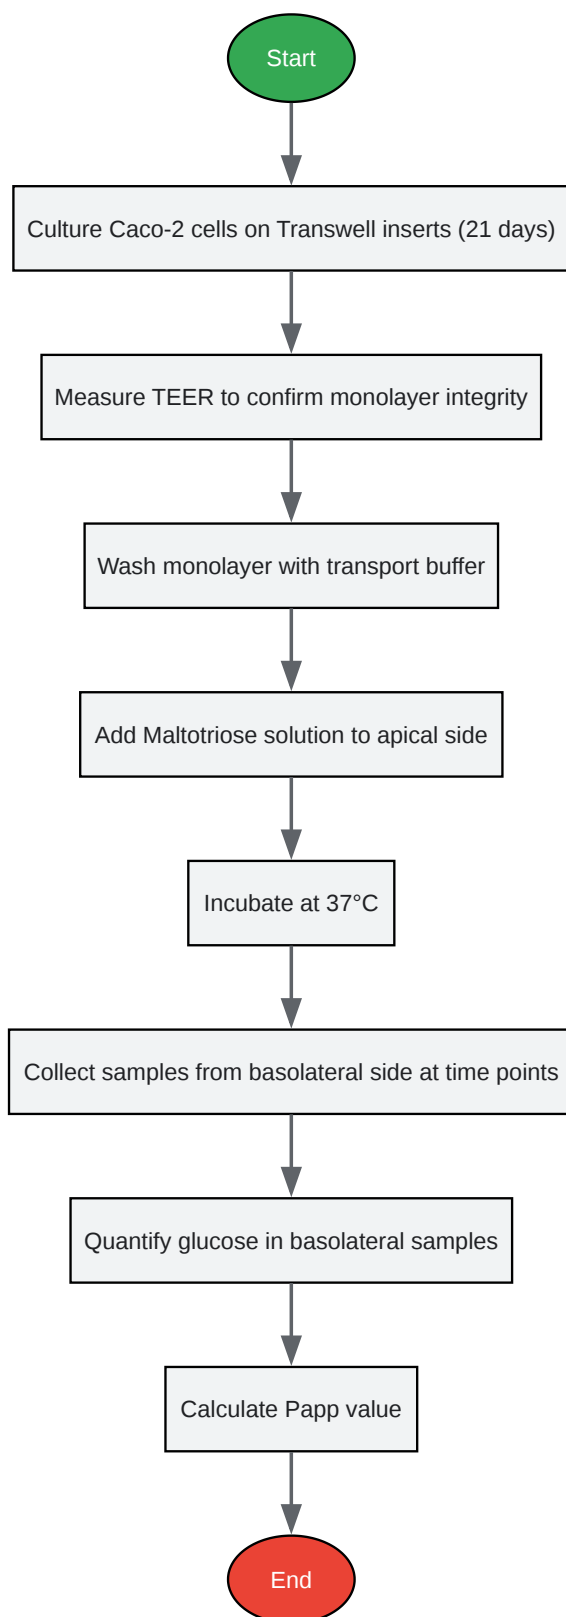 Start
Culture Caco-2 cells on Transwell inserts (21 days)
Measure TEER to confirm monolayer integrity
Wash monolayer with transport buffer
Add Maltotriose solution to apical side
Incubate at 37°C
Collect samples from basolateral side at time points
Quantify glucose in basolateral samples
Calculate Papp value
End